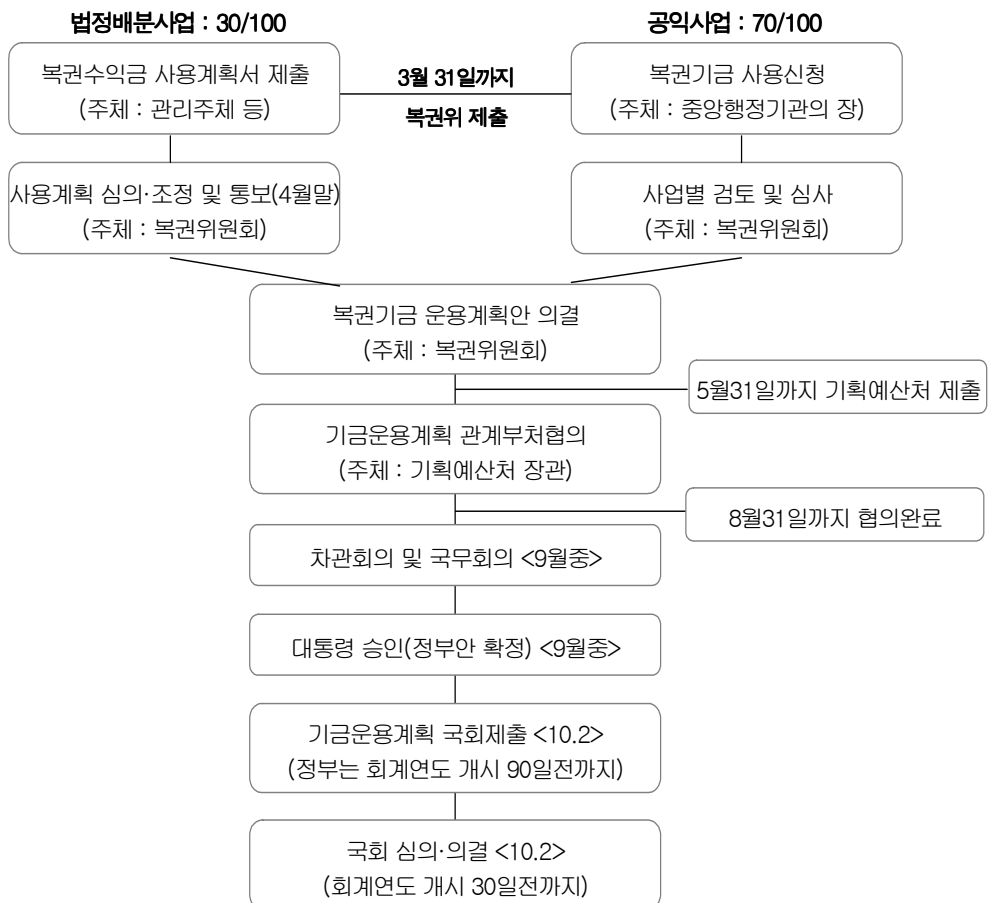 법정배분사업 : 30/100
공익사업 : 70/100
복권수익금 사용계획서 제출
(주체 : 관리주체 등)
3월 31일까지
복권위 제출
복권기금 사용신청
(주체 : 중앙행정기관의 장)
사용계획 심의·조정 및 통보(4월말)
(주체 : 복권위원회)
사업별 검토 및 심사
(주체 : 복권위원회)
복권기금 운용계획안 의결
(주체 : 복권위원회)
5월31일까지 기획예산처 제출
기금운용계획 관계부처협의
(주체 : 기획예산처 장관)
8월31일까지 협의완료
차관회의 및 국무회의 <9월중>
대통령 승인(정부안 확정) <9월중>
기금운용계획 국회제출 <10.2>
(정부는 회계연도 개시 90일전까지)
국회 심의·의결 <10.2>
(회계연도 개시 30일전까지)